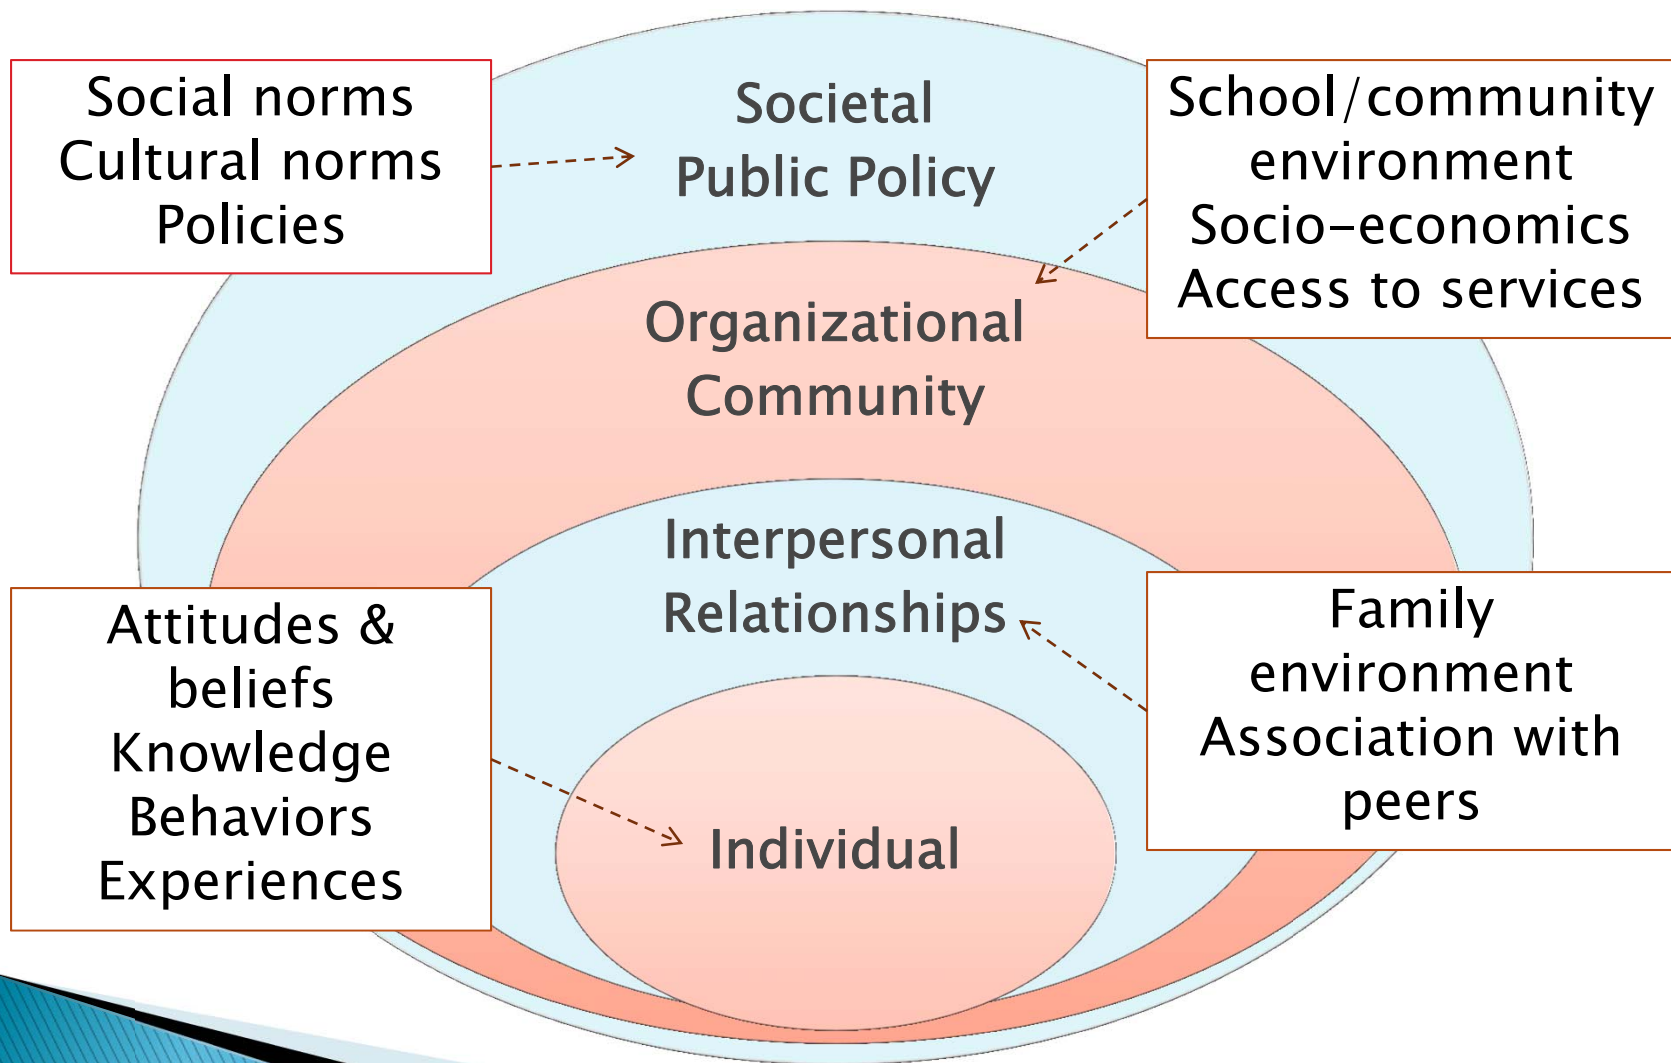 Social norms
Cultural norms
Policies
Societal
Public Policy
School/community
environment
Socio-economics
Access to services
Organizational
Community
Interpersonal
Relationships
Attitudes &
beliefs
Knowledge
Behaviors
Experiences
Family
environment
Association with
peers
Individual